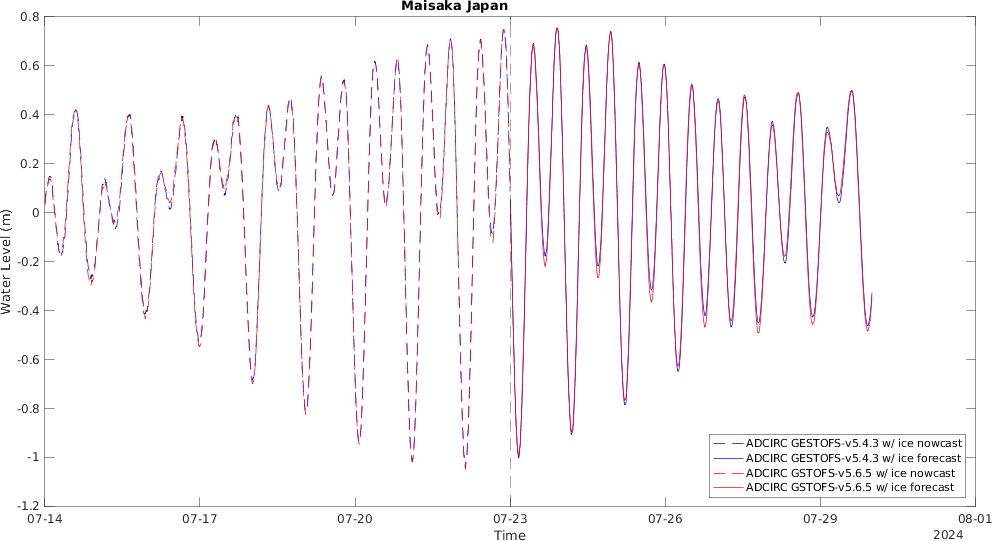 Maisaka Japan
0.8
0.6
0.4
0.2
0
-0.2
-0.4
-0.6
-0.8
-1
-1.2
Water Level (m)
07-14
07-17
07-20
07-23
07-26
07-29
08-01
Time
2024
ADCIRC GESTOFS-v5.4.3 w/ ice nowcast
ADCIRC GESTOFS-v5.4.3 w/ ice forecast
ADCIRC GSTOFS-v5.6.5 w/ ice nowcast
ADCIRC GSTOFS-v5.6.5 w/ ice forecast